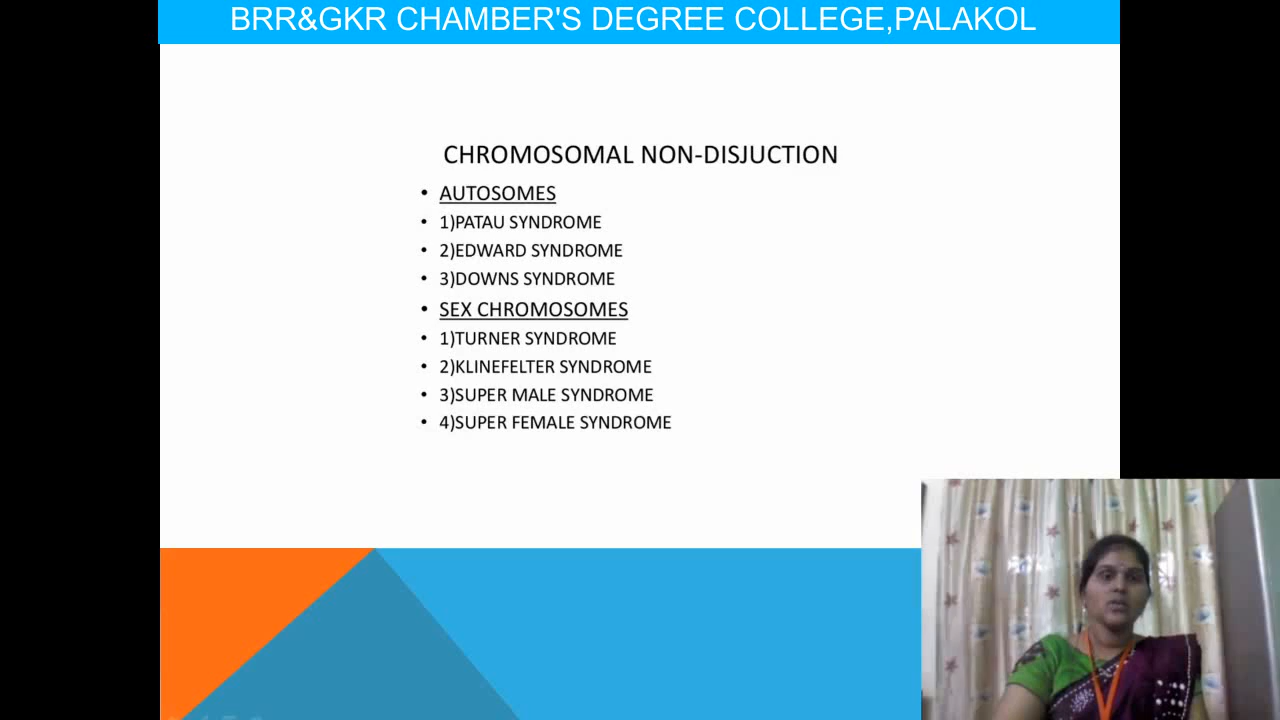 BRR&GKR CHAMBER'S DEGREE COLLEGE,PALAKOL
CHROMOSOMAL NON-DISJUCTION
• AUTOSOMES
• 1)PATAU SYNDROME
• 2)EDWARD SYNDROME
• 3)DOWNS SYNDROME
• SEX CHROMOSOMES
• 1)TURNER SYNDROME
• 2)KLINEFELTER SYNDROME
• 3)SUPER MALE SYNDROME
• 4)SUPER FEMALE SYNDROME